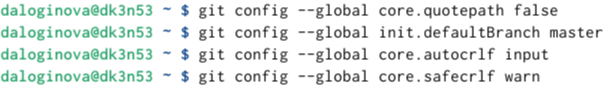 daloginova@dk3n53 ~ $ git config --global core.quotepath false
daloginova@dk3n53 ~ $ git config --global init.defaultBranch master
daloginova@dk3n53 ~ $ git config --global core.autocrlf input
daloginova@dk3n53 ~ $ git config --global core.safecrlf warn